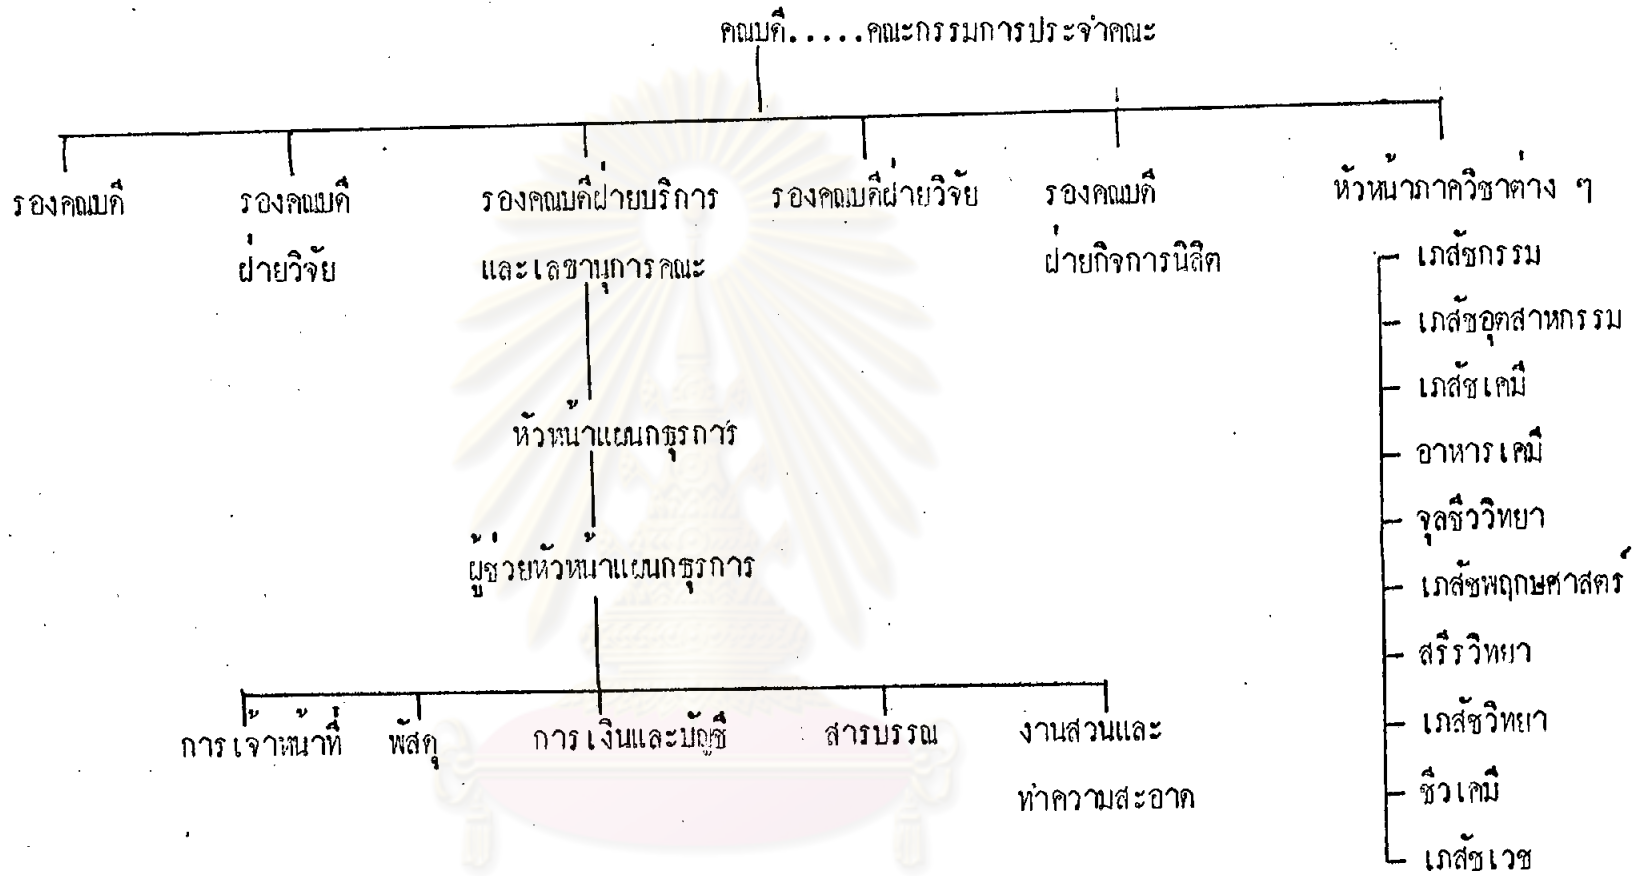 คณบดี.....คณะกรรมการประจำคณะ
รองคณบดี
รองคณบดี
ฝ่ายวิจัย
รองคณบดีฝ่ายบริการ
และเลขานุการคณะ
รองคณบดีฝ่ายวิจัย
รองคณบดี
ฝ่ายกิจการนิสิต
หัวหน้าภาควิชาต่าง ๆ
เภสัชกรรม
เภสัชอุตสาหกรรม
เภสัชเคมี
อาหารเคมี
จุลชีววิทยา
เภสัชพฤกษศาสตร์
สรีรวิทยา
เภสัชวิทยา
ชีวเคมี
เภสัชเวช
หัวหน้าแผนกธุรการ
ผู้ช่วยหัวหน้าแผนกธุรการ
การเจ้าหน้าที่
พัสดุ
การเงินและบัญชี
สารบรรณ
งานสวนและ
ทำความสะอาด